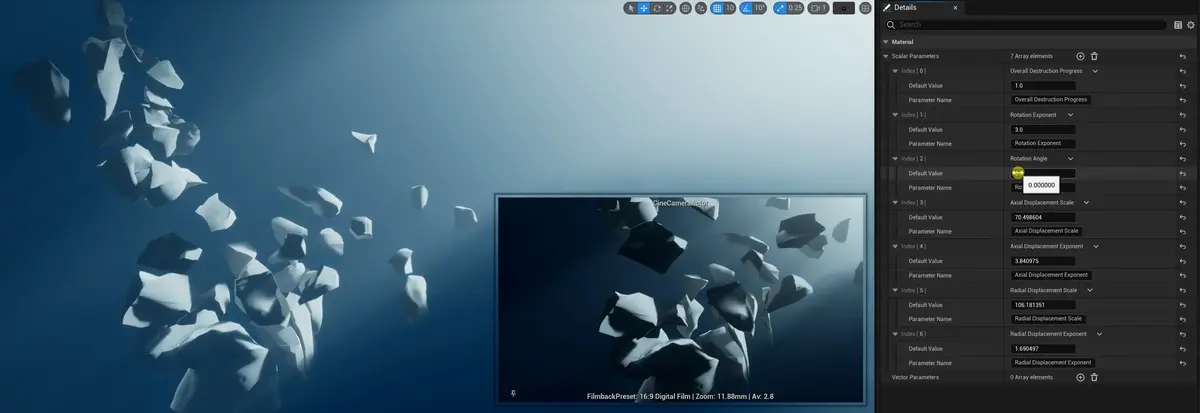 10
10°
0.25
1
Details
Search
Material
Scalar Parameters 7 Array elements
Index [ 0 ] Overall Destruction Progress
Default Value 1.0
Parameter Name Overall Destruction Progress
Index [ 1 ] Rotation Exponent
Default Value 3.0
Parameter Name Rotation Exponent
Index [ 2 ] Rotation Angle
Default Value
0.000000
Parameter Name
Index [ 3 ] Axial Displacement Scale
Default Value 70.498604
Parameter Name Axial Displacement Scale
Index [ 4 ] Axial Displacement Exponent
Default Value 3.840975
Parameter Name Axial Displacement Exponent
Index [ 5 ] Radial Displacement Scale
Default Value 106.181351
Parameter Name Radial Displacement Scale
Index [ 6 ] Radial Displacement Exponent
Default Value 1.690497
Parameter Name Radial Displacement Exponent
Vector Parameters 0 Array elements
CineCameraActor
FilmbackPreset: 16:9 Digital Film | Zoom: 11.88mm | Av: 2.8